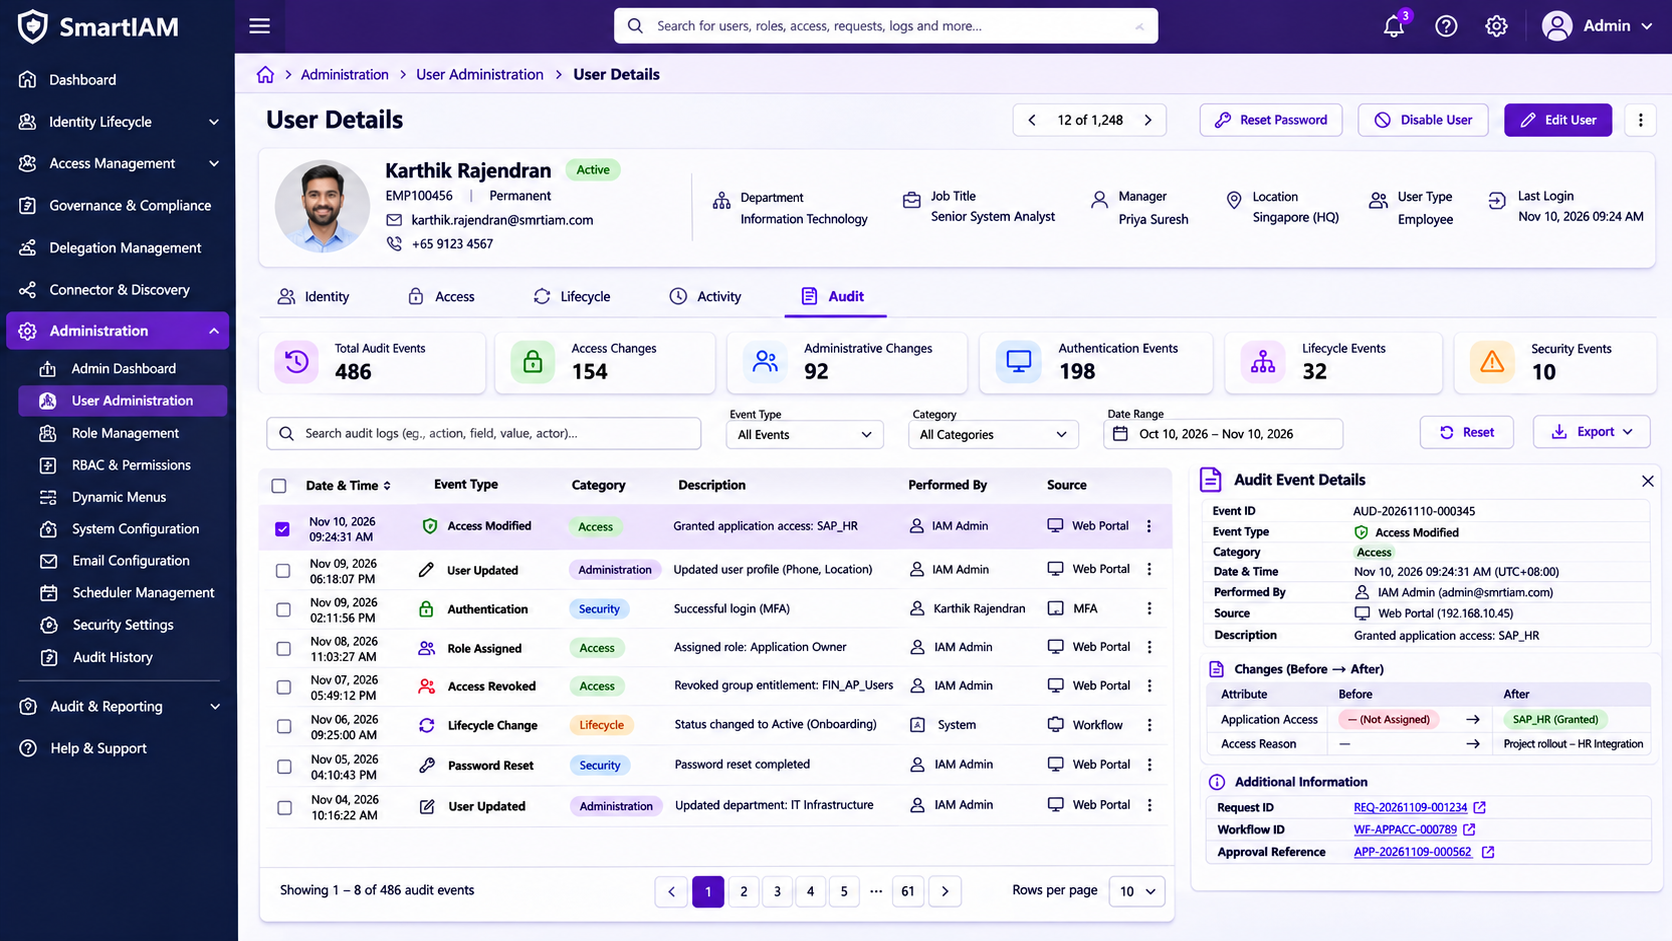 SmartIAM
Search for users, roles, access, requests, logs and more...
3
Admin
Dashboard
Identity Lifecycle
Access Management
Governance & Compliance
Delegation Management
Connector & Discovery
Administration
Admin Dashboard
User Administration
Role Management
RBAC & Permissions
Dynamic Menus
System Configuration
Email Configuration
Scheduler Management
Security Settings
Audit History
Audit & Reporting
Help & Support
Administration > User Administration > User Details
User Details
12 of 1,248
Reset Password
Disable User
Edit User
Karthik Rajendran
Active
EMP100456 | Permanent
karthik.rajendran@smrtiam.com
+65 9123 4567
Department
Information Technology
Job Title
Senior System Analyst
Manager
Priya Suresh
Location
Singapore (HQ)
User Type
Employee
Last Login
Nov 10, 2026 09:24 AM
Identity
Access
Lifecycle
Activity
Audit
Total Audit Events
486
Access Changes
154
Administrative Changes
92
Authentication Events
198
Lifecycle Events
32
Security Events
10
Search audit logs (eg., action, field, value, actor)...
Event Type
All Events
Category
All Categories
Date Range
Oct 10, 2026 – Nov 10, 2026
Reset
Export
Date & Time Event Type Category Description Performed By Source
Nov 10, 2026 09:24:31 AM Access Modified Access Granted application access: SAP_HR IAM Admin Web Portal
Nov 09, 2026 06:18:07 PM User Updated Administration Updated user profile (Phone, Location) IAM Admin Web Portal
Nov 09, 2026 02:11:56 PM Authentication Security Successful login (MFA) Karthik Rajendran MFA
Nov 08, 2026 11:03:27 AM Role Assigned Access Assigned role: Application Owner IAM Admin Web Portal
Nov 07, 2026 05:49:12 PM Access Revoked Access Revoked group entitlement: FIN_AP_Users IAM Admin Web Portal
Nov 06, 2026 09:25:00 AM Lifecycle Change Lifecycle Status changed to Active (Onboarding) System Workflow
Nov 05, 2026 04:10:43 PM Password Reset Security Password reset completed IAM Admin Web Portal
Nov 04, 2026 10:16:22 AM User Updated Administration Updated department: IT Infrastructure IAM Admin Web Portal
Showing 1 – 8 of 486 audit events
1 2 3 4 5 ··· 61
Rows per page 10
Audit Event Details
Event ID AUD-20261110-000345
Event Type Access Modified
Category Access
Date & Time Nov 10, 2026 09:24:31 AM (UTC+08:00)
Performed By IAM Admin (admin@smrtiam.com)
Source Web Portal (192.168.10.45)
Description Granted application access: SAP_HR
Changes (Before → After)
Attribute Before After
Application Access — (Not Assigned) → SAP_HR (Granted)
Access Reason — → Project rollout – HR Integration
Additional Information
Request ID REQ-20261109-001234
Workflow ID WF-APPACC-000789
Approval Reference APP-20261109-000562